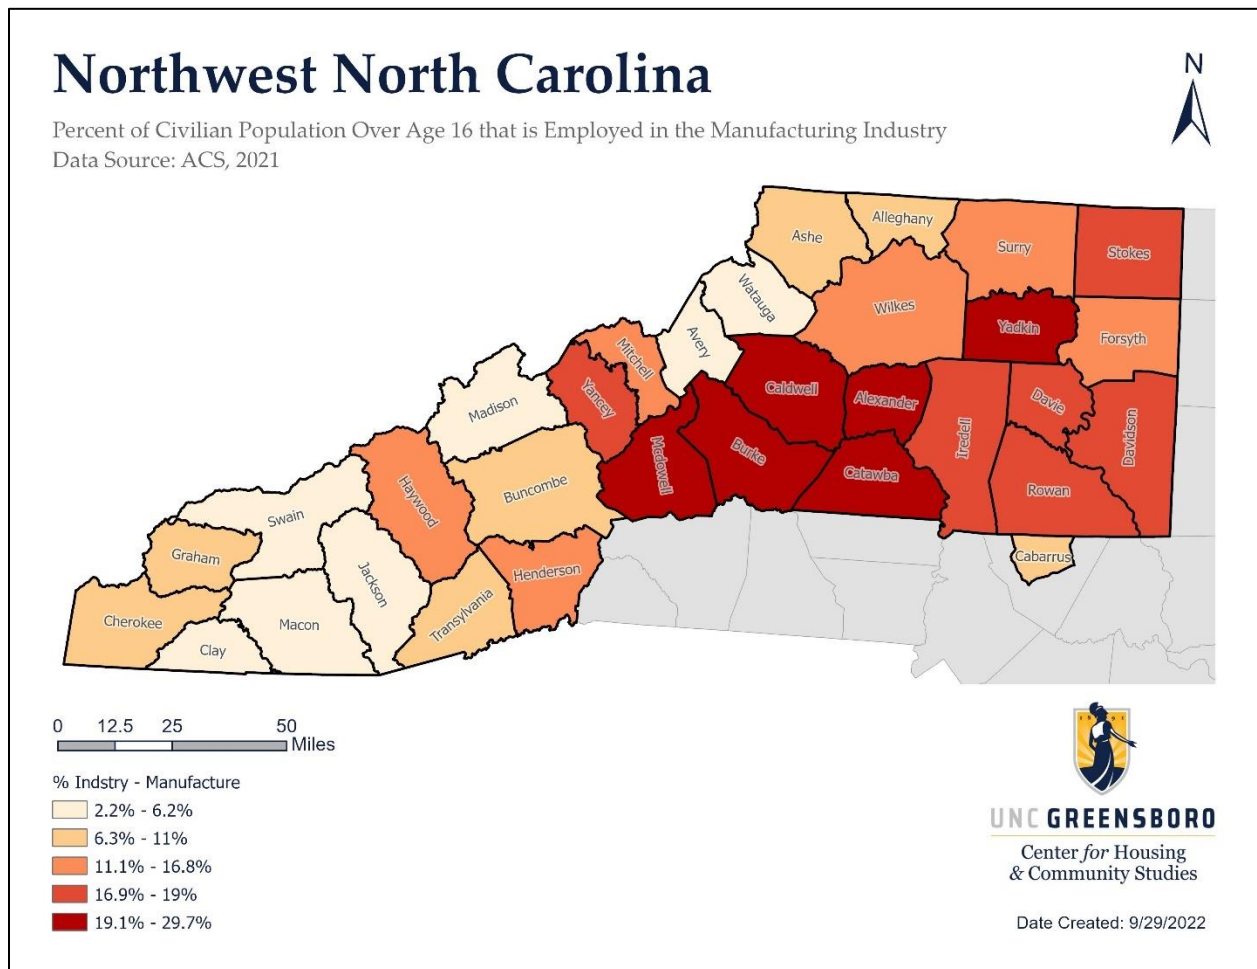 Northwest North Carolina
N
Percent of Civilian Population Over Age 16 that is Employed in the Manufacturing Industry
Data Source: ACS, 2021
Ashe
Alleghany
Surry
Stokes
Watauga
Wilkes
Yadkin
Forsyth
Avery
Mitchell
Yancey
Madison
Caldwell
Alexander
Iredell
Davie
Davidson
Mcdowell
Burke
Catawba
Rowan
Haywood
Buncombe
Swain
Graham
Jackson
Henderson
Cabarrus
Cherokee
Clay
Macon
Transylvania
0 12.5 25 50
Miles
% Indstry - Manufacture
2.2% - 6.2%
6.3% - 11%
11.1% - 16.8%
16.9% - 19%
19.1% - 29.7%
1891
UNC GREENSBORO
Center for Housing
& Community Studies
Date Created: 9/29/2022